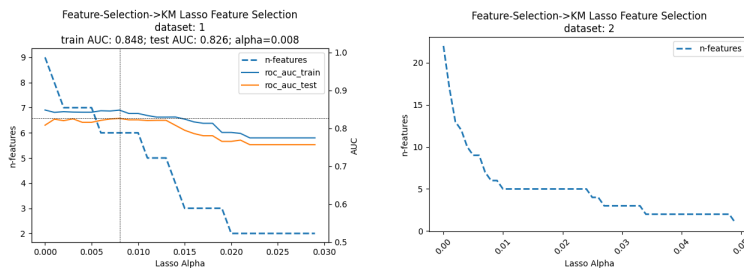 Feature-Selection->KM Lasso Feature Selection
dataset: 1
train AUC: 0.848; test AUC: 0.826; alpha=0.008
n-features
roc_auc_train
roc_auc_test
9
8
7
6
5
4
3
2
n-features
1.0
0.9
0.8
0.7
0.6
0.5
AUC
0.000
0.005
0.010
0.015
0.020
0.025
0.030
Lasso Alpha
Feature-Selection->KM Lasso Feature Selection
dataset: 2
n-features
20
15
10
5
0
n-features
0.00
0.01
0.02
0.03
0.04
Lasso Alpha